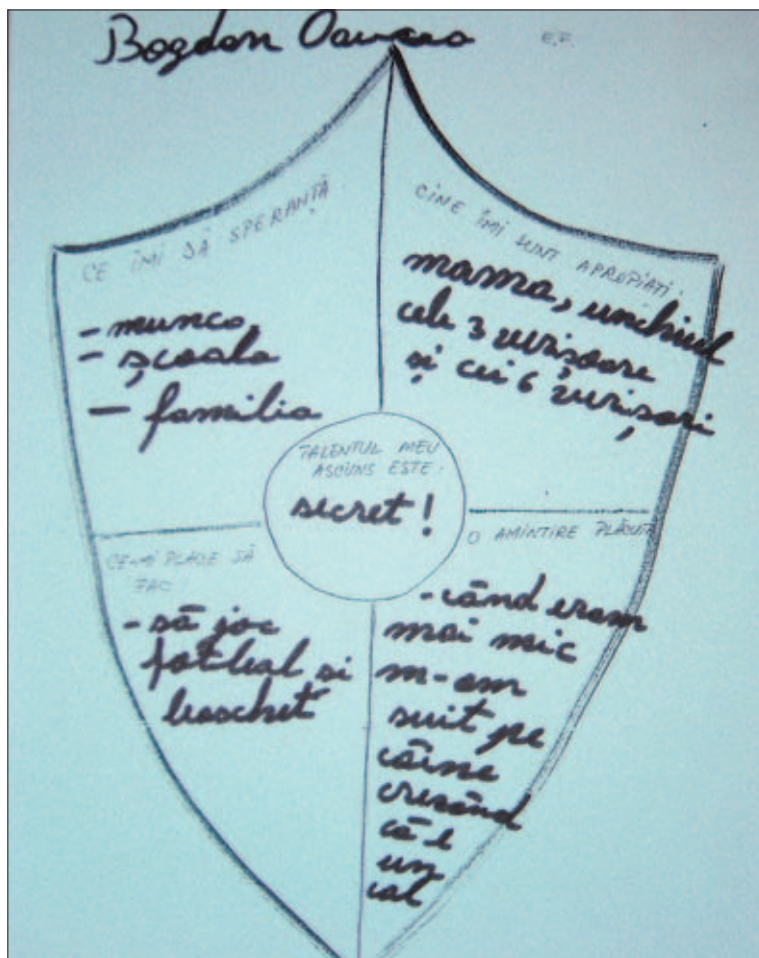 Bogdan
CE ÎMI DĂ SPERANȚĂ.
- munca
- școala
- familia
CINE ÎMI SUNT APROPIAȚI.
mama, unchiul
cele 3 verișoare
și cei 6 verișori
TALENTUL MEU
ASCUNS ESTE.
secret!
CE-MI PLACE SĂ
FAC
- să joc
fotbal si
baschet
O AMINTIRE PLĂCUTĂ
- când eram
mai mic
m-am
suit pe
câine
crezând
că e
un
cal